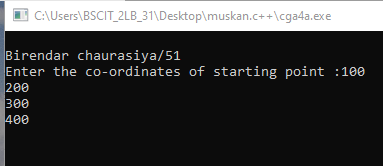 C:\Users\BSCIT_2LB_31\Desktop\muskan.c++\cga4a.exe
Birendar chaurasiya/51
Enter the co-ordinates of starting point :100
200
300
400